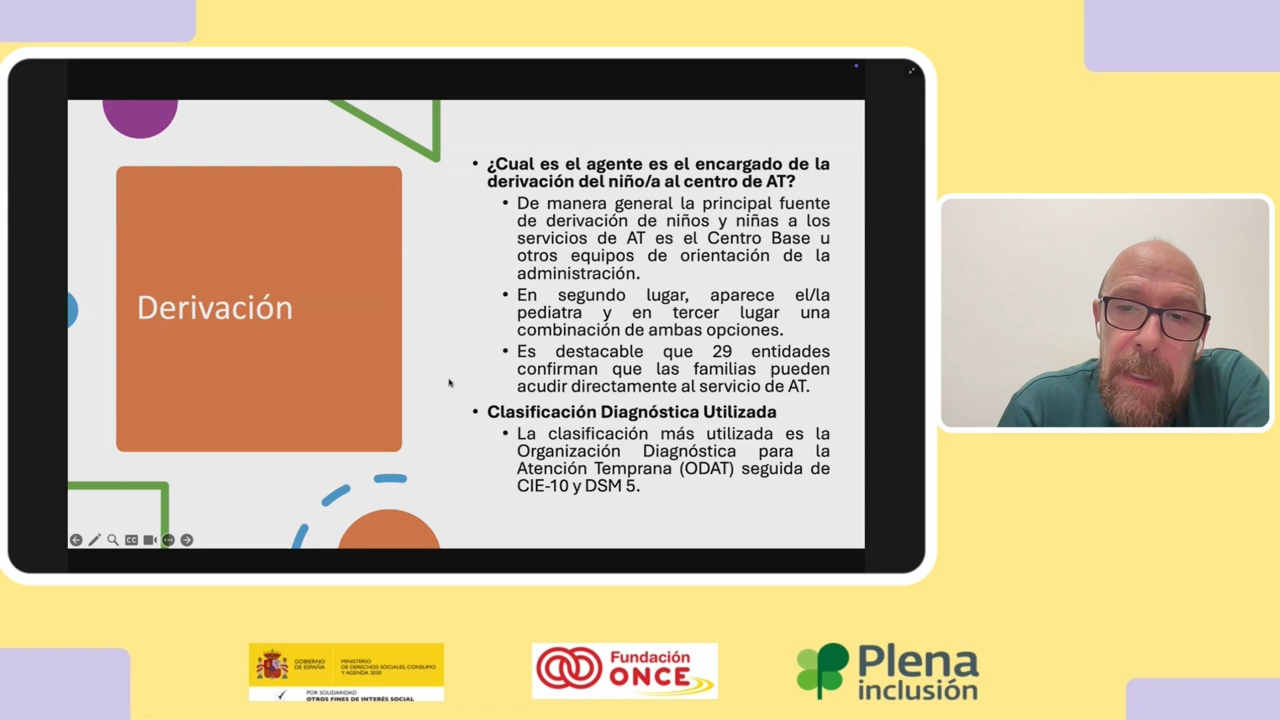 Derivación
• ¿Cual es el agente es el encargado de la
derivación del niño/a al centro de AT?
• De manera general la principal fuente
de derivación de niños y niñas a los
servicios de AT es el Centro Base u
otros equipos de orientación de la
administración.
• En segundo lugar, aparece el/la
pediatra y en tercer lugar una
combinación de ambas opciones.
• Es destacable que 29 entidades
confirman que las familias pueden
acudir directamente al servicio de AT.
• Clasificación Diagnóstica Utilizada
• La clasificación más utilizada es la
Organización Diagnóstica para la
Atención Temprana (ODAT) seguida de
CIE-10 y DSM 5.
CC
GOBIERNO
DE ESPAÑA
MINISTERIO
DE DERECHOS SOCIALES, CONSUMO
Y AGENDA 2030
POR SOLIDARIDAD
OTROS FINES DE INTERÉS SOCIAL
Fundación
ONCE
Plena
inclusión